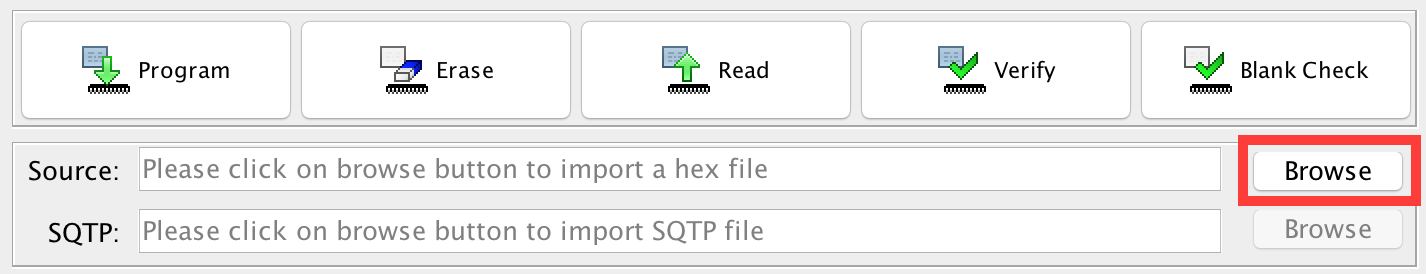 Program Erase Read Verify Blank Check
Source: Please click on browse button to import a hex file Browse
SQTP: Please click on browse button to import SQTP file Browse